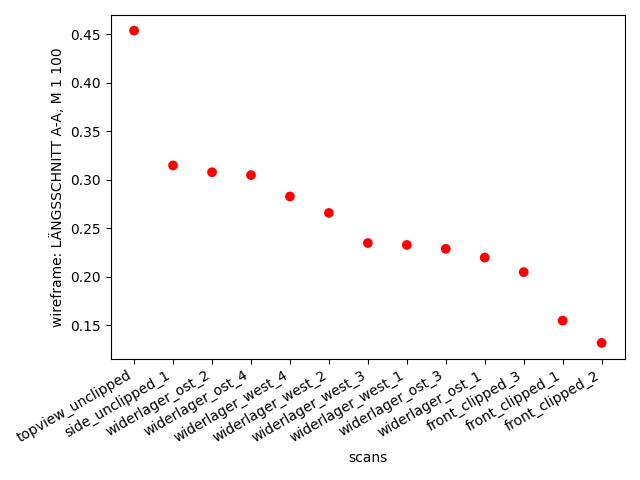 wireframe: LÄNGSSCHNITT A-A, M 1 100
0.45
0.40
0.35
0.30
0.25
0.20
0.15
topview_unclipped
side_unclipped_1
widerlager_ost_2
widerlager_ost_4
widerlager_west_4
widerlager_west_2
widerlager_west_3
widerlager_west_1
widerlager_ost_3
widerlager_ost_1
front_clipped_3
front_clipped_1
front_clipped_2
scans